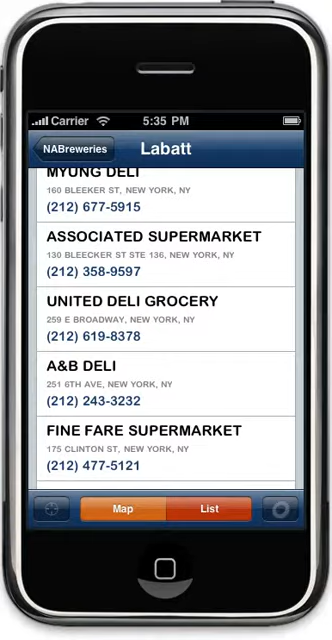 Carrier 5:35 PM
NABreweries Labatt
MYUNG DELI
160 BLEEKER ST, NEW YORK, NY
(212) 677-5915
ASSOCIATED SUPERMARKET
130 BLEECKER ST STE 136, NEW YORK, NY
(212) 358-9597
UNITED DELI GROCERY
259 E BROADWAY, NEW YORK, NY
(212) 619-8378
A&B DELI
251 6TH AVE, NEW YORK, NY
(212) 243-3232
FINE FARE SUPERMARKET
175 CLINTON ST, NEW YORK, NY
(212) 477-5121
Map List